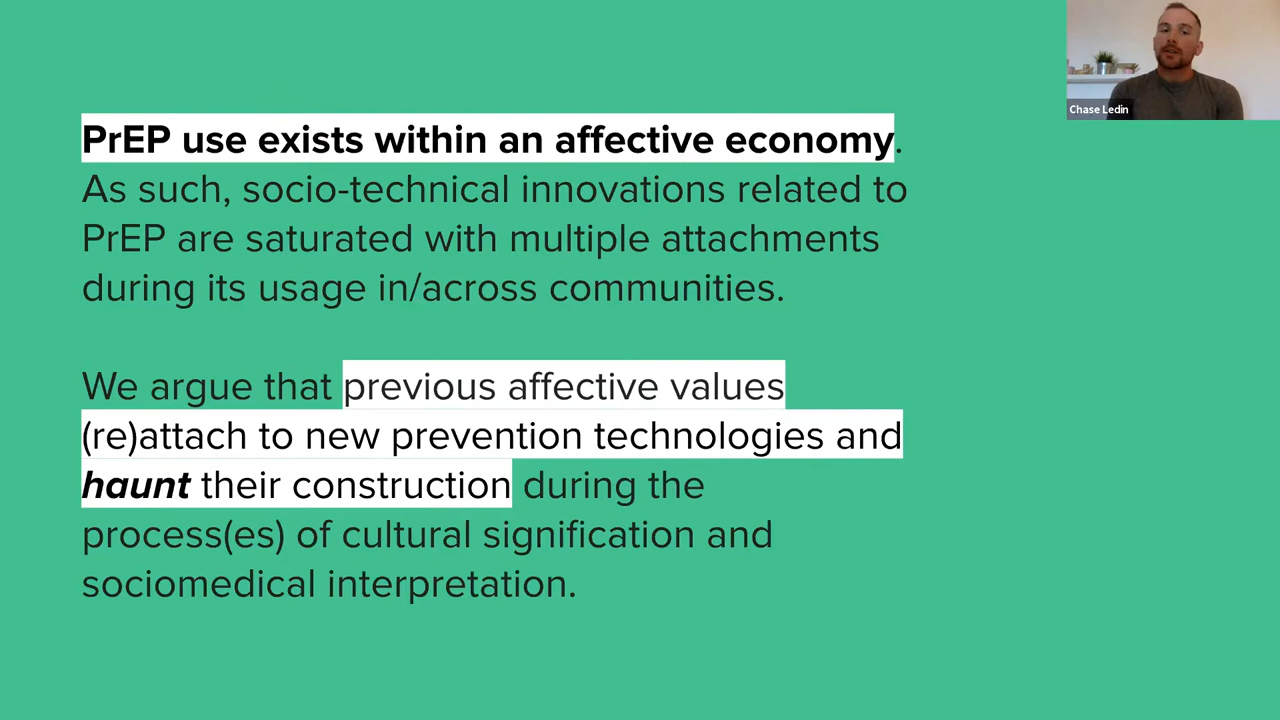 PrEP use exists within an affective economy.
As such, socio-technical innovations related to
PrEP are saturated with multiple attachments
during its usage in/across communities.
We argue that previous affective values
(re)attach to new prevention technologies and
haunt their construction during the
process(es) of cultural signification and
sociomedical interpretation.
Chase Ledin